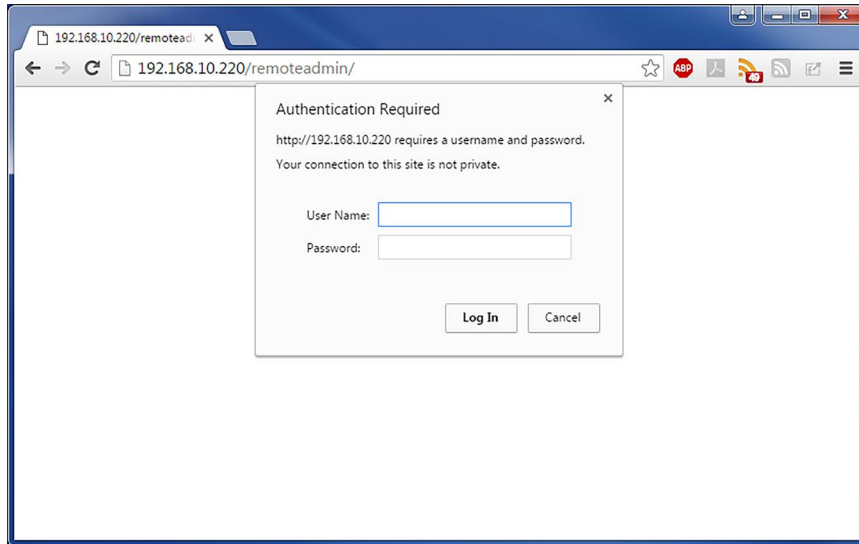 192.168.10.220/remotead
192.168.10.220/remoteadmin/
ABP
49
Authentication Required
http://192.168.10.220 requires a username and password.
Your connection to this site is not private.
User Name:
Password:
Log In
Cancel